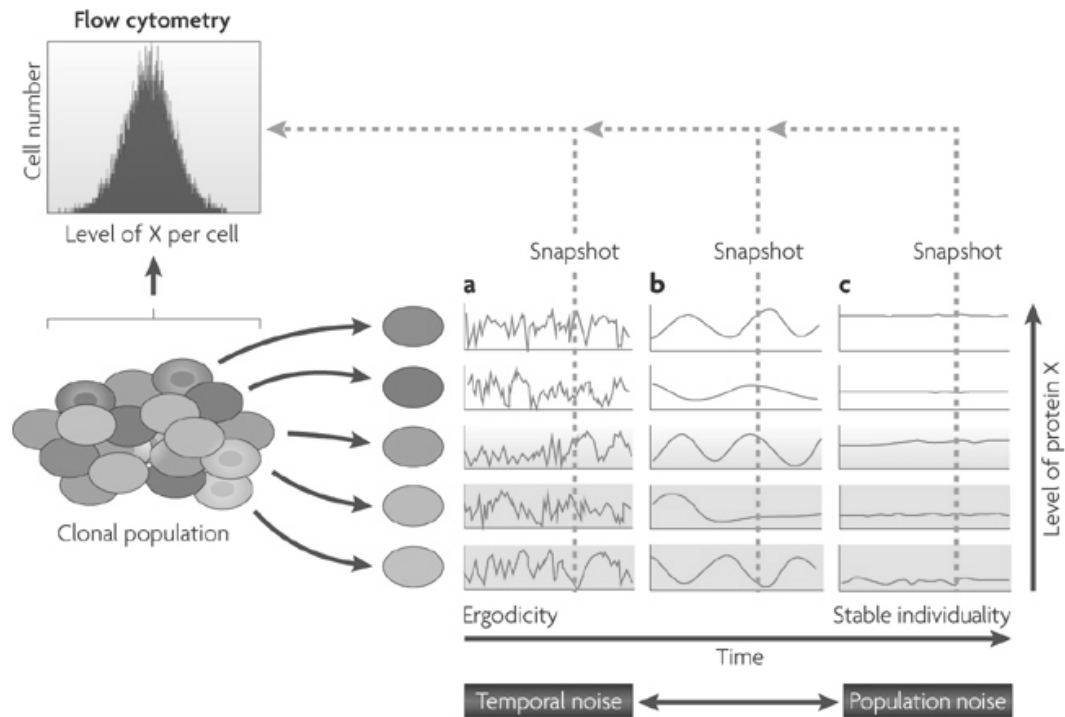 Flow cytometry
Cell number
Level of X per cell
Snapshot
Snapshot
Snapshot
a
b
c
Clonal population
Level of protein X
Ergodicity
Stable individuality
Time
Temporal noise
Population noise